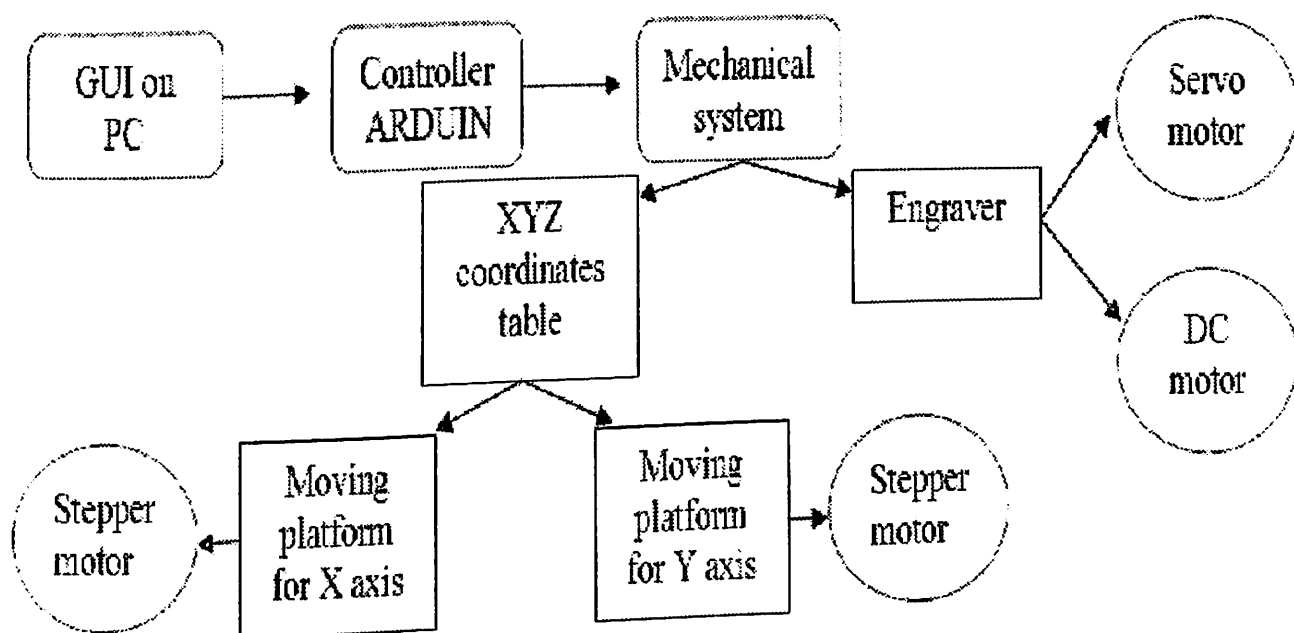 GUI on
PC
Controller
ARDUIN
Mechanical
system
Servo
motor
XYZ
coordinates
table
Engraver
DC
motor
Stepper
motor
Moving
platform
for X axis
Moving
platform
for Y axis
Stepper
motor